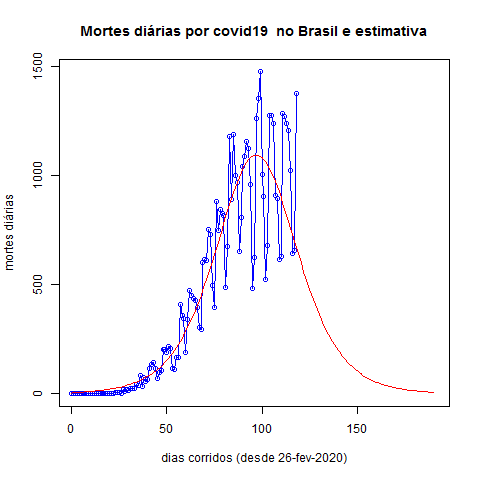 Mortes diárias por covid19 no Brasil e estimativa
mortes diárias
1500
1000
500
0
0 50 100 150
dias corridos (desde 26-fev-2020)